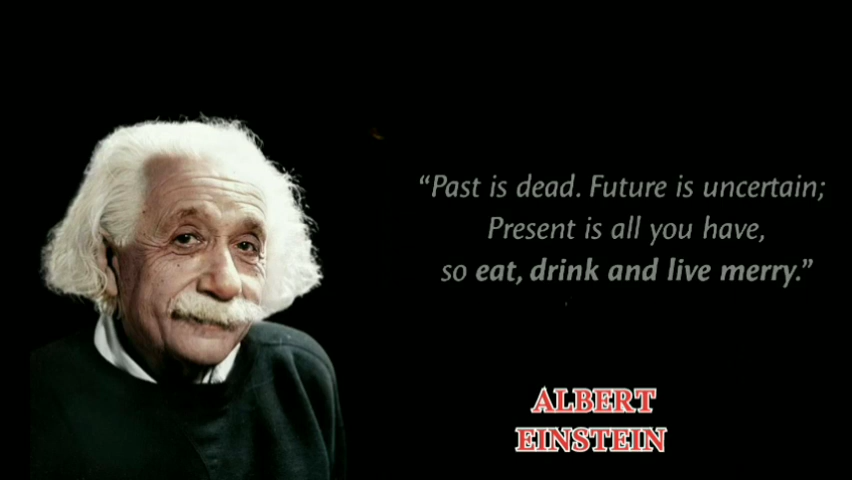 “Past is dead. Future is uncertain;
Present is all you have,
so eat, drink and live merry.”
ALBERT
EINSTEIN